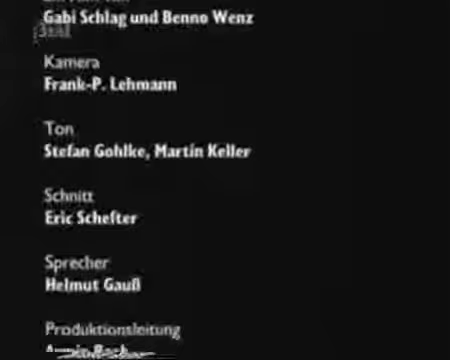 Gabi Schlag und Benno Wenz
3sat
Kamera
Frank-P. Lehmann
Ton
Stefan Gohlke, Martin Keller
Schnitt
Eric Schefter
Sprecher
Helmut Gauß
Produktionsleitung